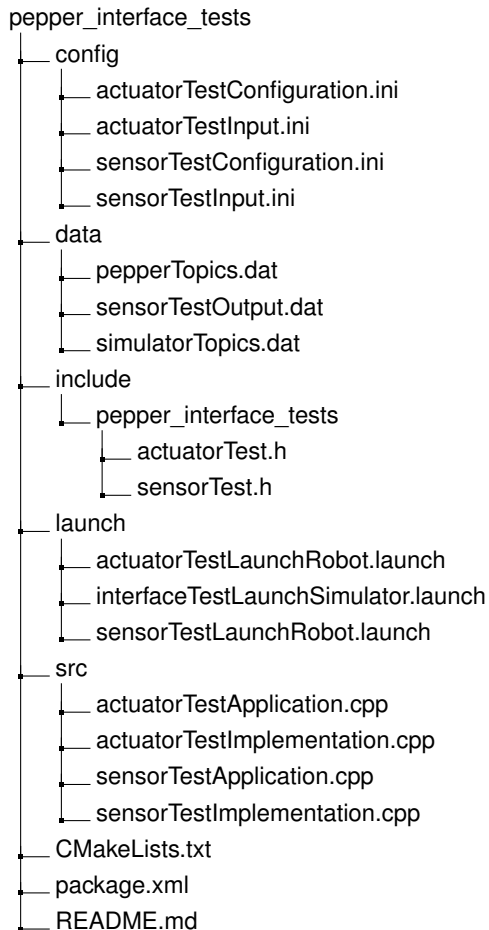 pepper_interface_tests
config
actuatorTestConfiguration.ini
actuatorTestInput.ini
sensorTestConfiguration.ini
sensorTestInput.ini
data
pepperTopics.dat
sensorTestOutput.dat
simulatorTopics.dat
include
pepper_interface_tests
actuatorTest.h
sensorTest.h
launch
actuatorTestLaunchRobot.launch
interfaceTestLaunchSimulator.launch
sensorTestLaunchRobot.launch
src
actuatorTestApplication.cpp
actuatorTestImplementation.cpp
sensorTestApplication.cpp
sensorTestImplementation.cpp
CMakeLists.txt
package.xml
README.md